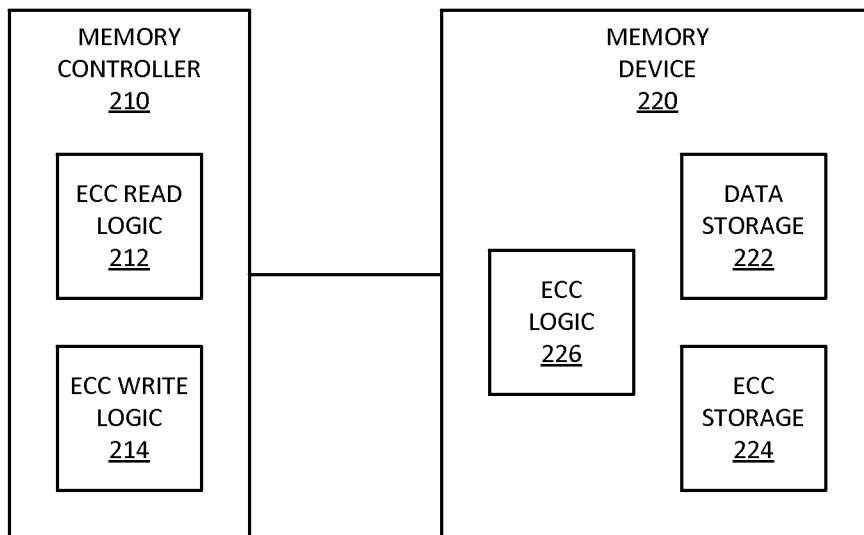 MEMORY
CONTROLLER
210
ECC READ
LOGIC
212
ECC WRITE
LOGIC
214
MEMORY
DEVICE
220
ECC
LOGIC
226
DATA
STORAGE
222
ECC
STORAGE
224